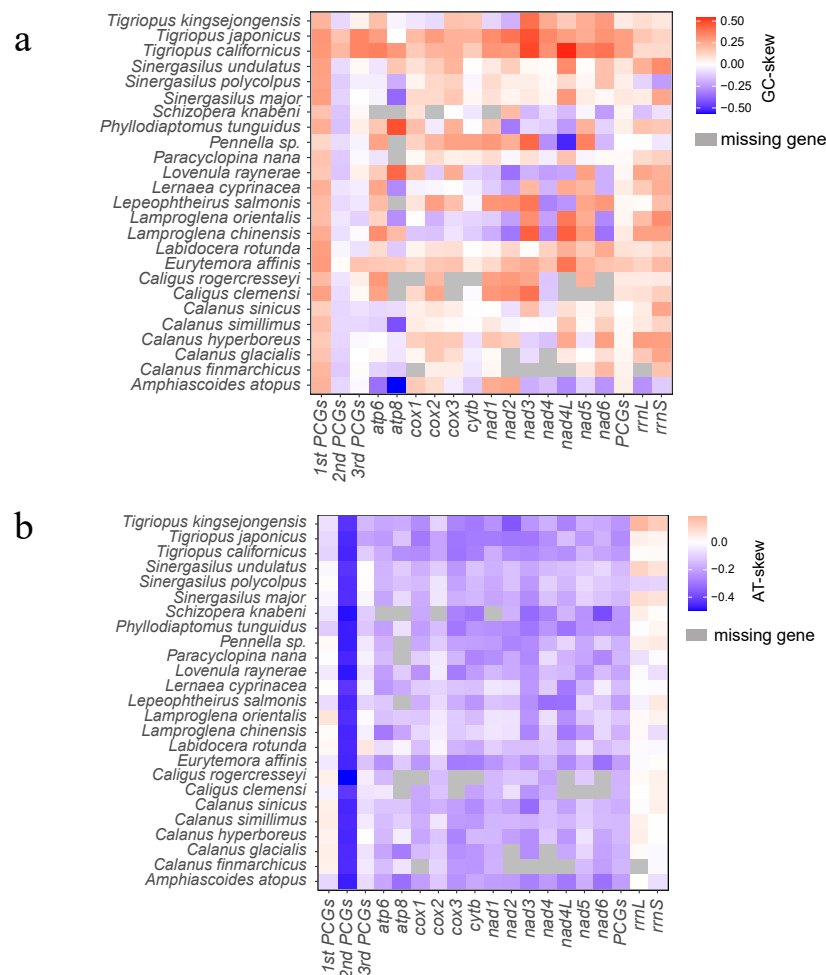 a
Tigriopus kingsejongensis
Tigriopus japonicus
Tigriopus californicus
Sinergasilus undulatus
Sinergasilus polycolpus
Sinergasilus major
Schizopera knabeni
Phyllodiaptomus tunguidus
Pennella sp.
Paracyclopina nana
Lovenula raynerae
Lernaea cyprinacea
Lepeophtheirus salmonis
Lamproglena orientalis
Lamproglena chinensis
Labidocera rotunda
Eurytemora affinis
Caligus rogercresseyi
Caligus clemensi
Calanus sinicus
Calanus simillimus
Calanus hyperboreus
Calanus glacialis
Calanus finmarchicus
Amphiascoides atopus
1st PCGs
2nd PCGs
3rd PCGs
atp6
atp8
cox1
cox2
cox3
cytb
nad1
nad2
nad3
nad4
nad4L
nad5
nad6
PCGs
rrnL
rrnS
0.50
0.25
0.00
−0.25
−0.50
GC-skew
missing gene
b
Tigriopus kingsejongensis
Tigriopus japonicus
Tigriopus californicus
Sinergasilus undulatus
Sinergasilus polycolpus
Sinergasilus major
Schizopera knabeni
Phyllodiaptomus tunguidus
Pennella sp.
Paracyclopina nana
Lovenula raynerae
Lernaea cyprinacea
Lepeophtheirus salmonis
Lamproglena orientalis
Lamproglena chinensis
Labidocera rotunda
Eurytemora affinis
Caligus rogercresseyi
Caligus clemensi
Calanus sinicus
Calanus simillimus
Calanus hyperboreus
Calanus glacialis
Calanus finmarchicus
Amphiascoides atopus
1st PCGs
2nd PCGs
3rd PCGs
atp6
atp8
cox1
cox2
cox3
cytb
nad1
nad2
nad3
nad4
nad4L
nad5
nad6
PCGs
rrnL
rrnS
0.0
−0.2
−0.4
AT-skew
missing gene